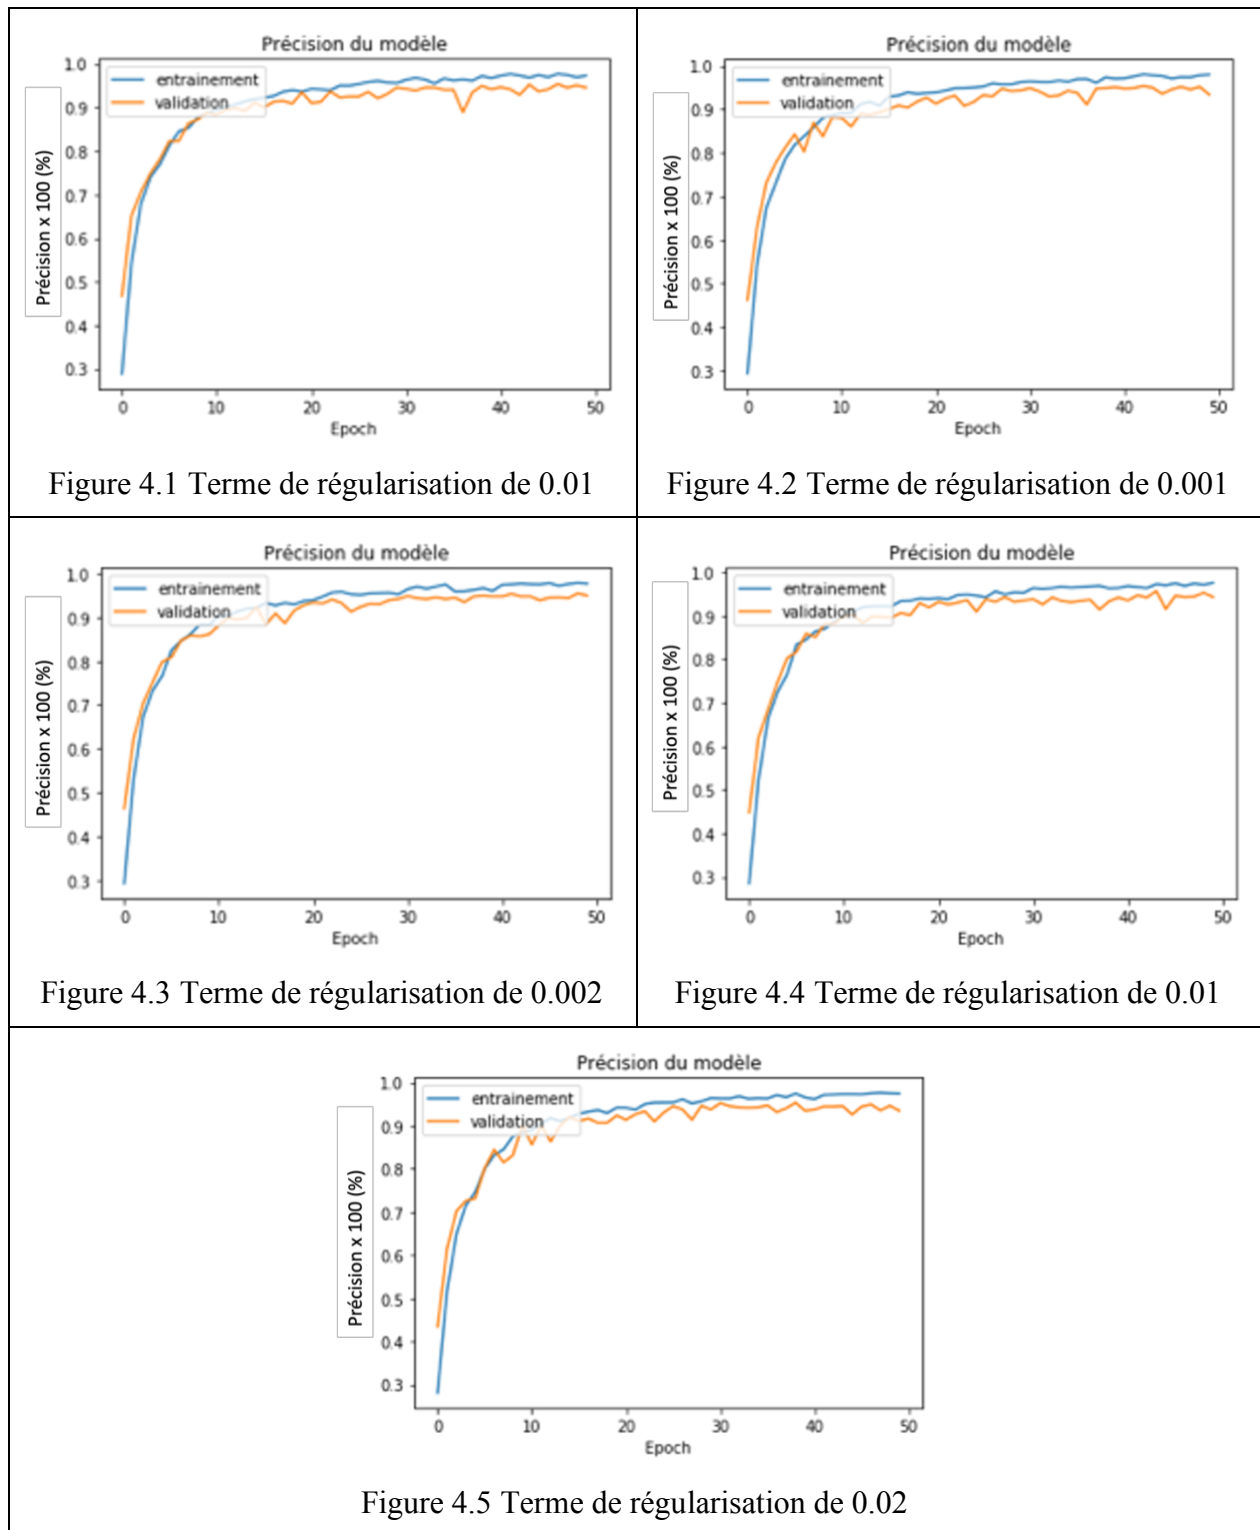 Précision du modèle
1.0
0.9
0.8
0.7
0.6
0.5
0.4
0.3
entrainement
validation
Précision x 100 (%)
0 10 20 30 40 50
Epoch
Figure 4.1 Terme de régularisation de 0.01
Précision du modèle
1.0
0.9
0.8
0.7
0.6
0.5
0.4
0.3
entrainement
validation
Précision x 100 (%)
0 10 20 30 40 50
Epoch
Figure 4.2 Terme de régularisation de 0.001
Précision du modèle
1.0
0.9
0.8
0.7
0.6
0.5
0.4
0.3
entrainement
validation
Précision x 100 (%)
0 10 20 30 40 50
Epoch
Figure 4.3 Terme de régularisation de 0.002
Précision du modèle
1.0
0.9
0.8
0.7
0.6
0.5
0.4
0.3
entrainement
validation
Précision x 100 (%)
0 10 20 30 40 50
Epoch
Figure 4.4 Terme de régularisation de 0.01
Précision du modèle
1.0
0.9
0.8
0.7
0.6
0.5
0.4
0.3
entrainement
validation
Précision x 100 (%)
0 10 20 30 40 50
Epoch
Figure 4.5 Terme de régularisation de 0.02